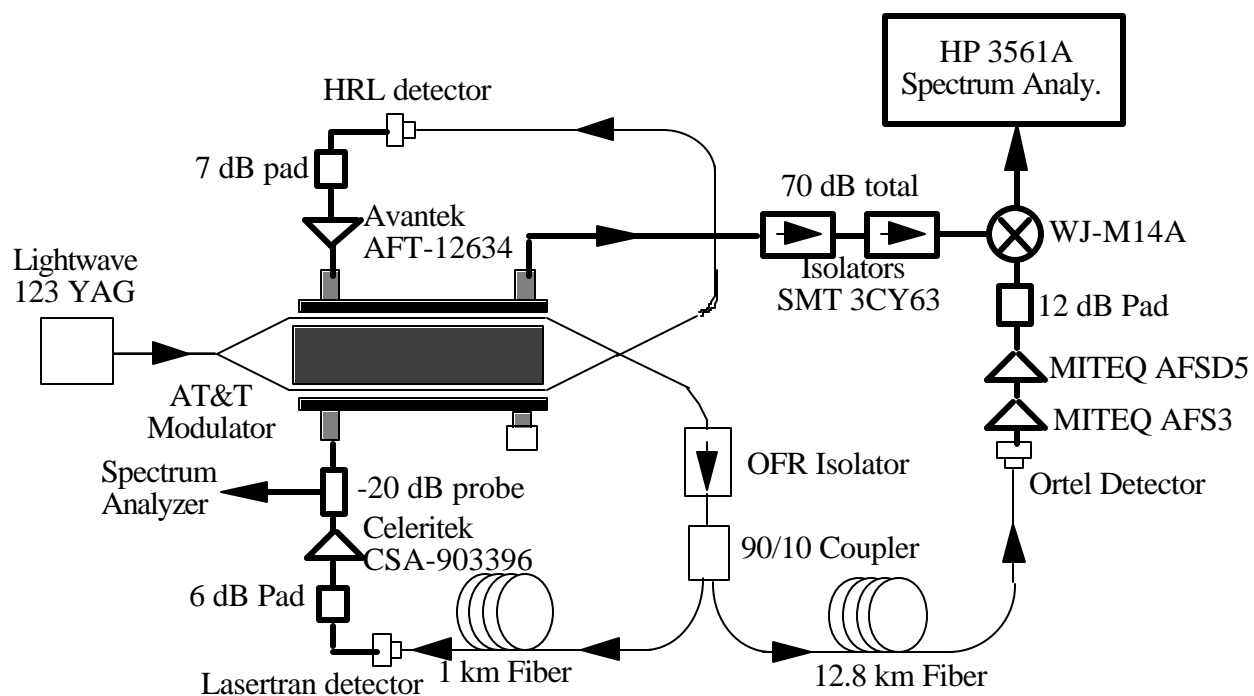 HP 3561A
Spectrum Analy.
HRL detector
7 dB pad
70 dB total
Avantek
AFT-12634
WJ-M14A
Lightwave
123 YAG
Isolators
SMT 3CY63
12 dB Pad
MITEQ AFSD5
AT&T
Modulator
MITEQ AFS3
OFR Isolator
Spectrum
Analyzer
-20 dB probe
Ortel Detector
Celeritek
CSA-903396
90/10 Coupler
6 dB Pad
1 km Fiber
12.8 km Fiber
Lasertran detector